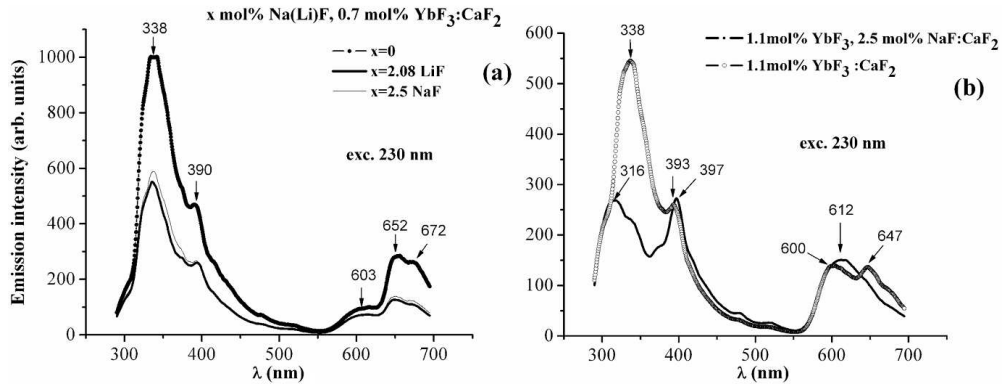 x mol% Na(Li)F, 0.7 mol% YbF3:CaF2
338
x=0
x=2.08 LiF
x=2.5 NaF
(a)
exc. 230 nm
390
652
672
603
1000
800
600
400
200
0
Emission intensity (arb. units)
300 400 500 600 700
λ (nm)
338
1.1mol% YbF3, 2.5 mol% NaF:CaF2
1.1mol% YbF3 :CaF2
(b)
exc. 230 nm
316
393
397
612
600
647
600
500
400
300
200
100
0
300 400 500 600 700
λ (nm)